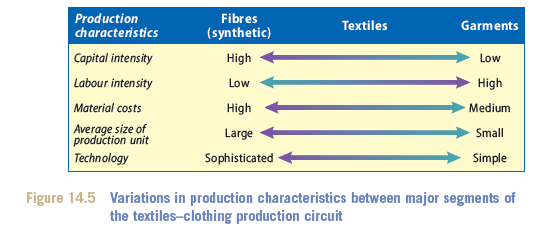 Production characteristics Fibres (synthetic) Textiles Garments
Capital intensity High Low
Labour intensity Low High
Material costs High Medium
Average size of production unit Large Small
Technology Sophisticated Simple
Figure 14.5 Variations in production characteristics between major segments of
the textiles–clothing production circuit